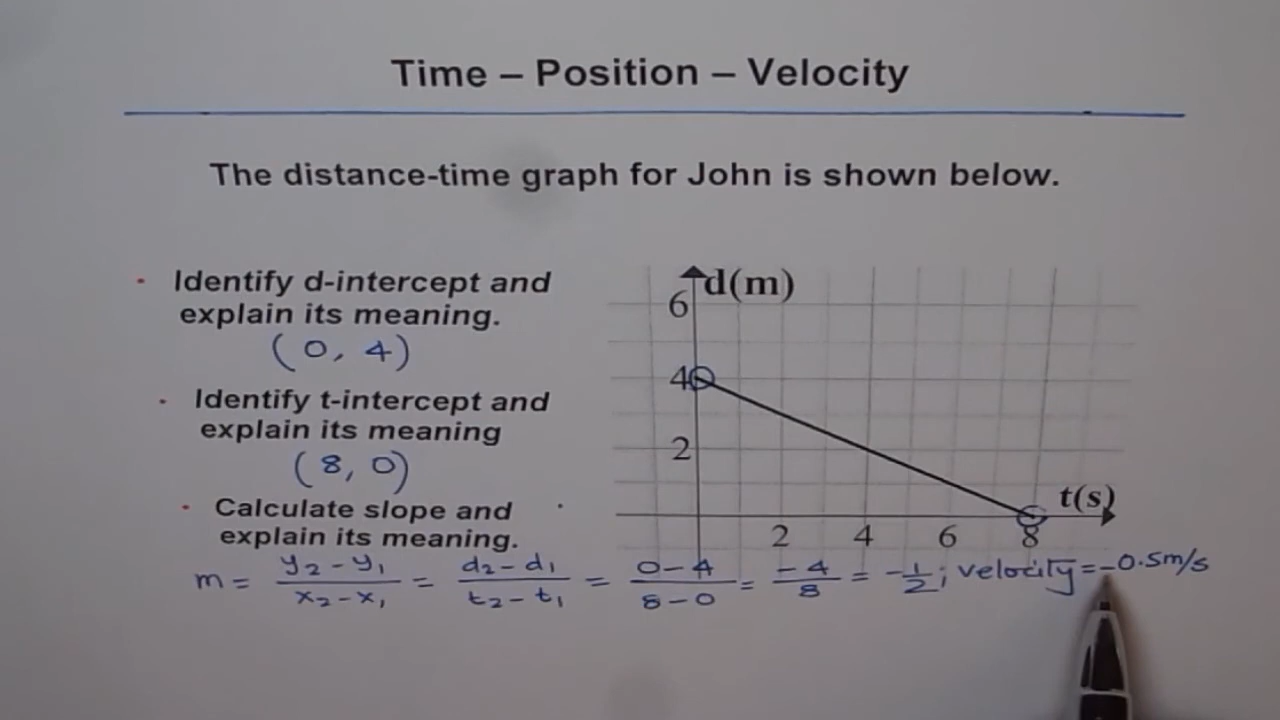 Time – Position – Velocity
The distance-time graph for John is shown below.
Identify d-intercept and
explain its meaning.
(0, 4)
Identify t-intercept and
explain its meaning
(8, 0)
Calculate slope and
explain its meaning.
m = y₂ - y₁ / x₂ - x₁ = d₂ - d₁ / t₂ - t₁ = 0 - 4 / 8 - 0 = -4 / 8 = -1/2 ; velocity = -0.5m/s
d(m)
6
4
2
t(s)
2 4 6 8